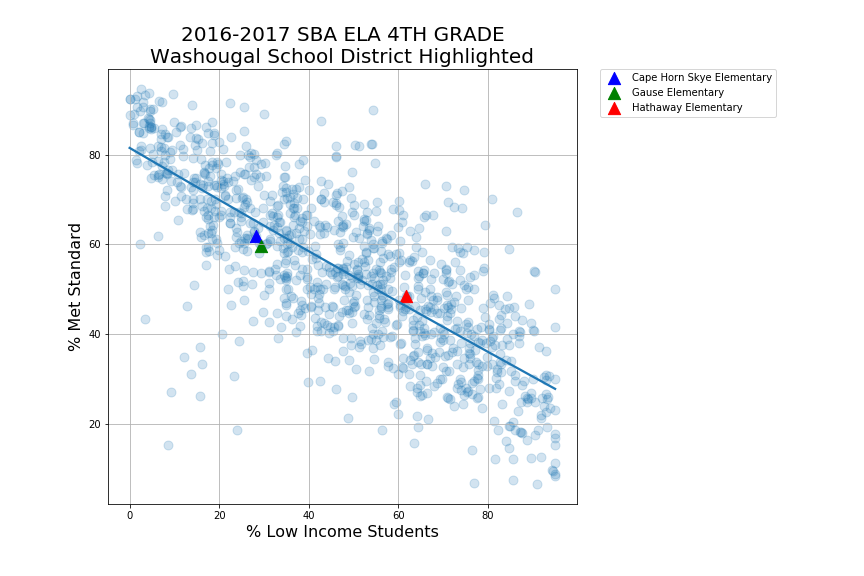 2016-2017 SBA ELA 4TH GRADE
Washougal School District Highlighted
Cape Horn Skye Elementary
Gause Elementary
Hathaway Elementary
% Met Standard
80
60
40
20
0 20 40 60 80
% Low Income Students